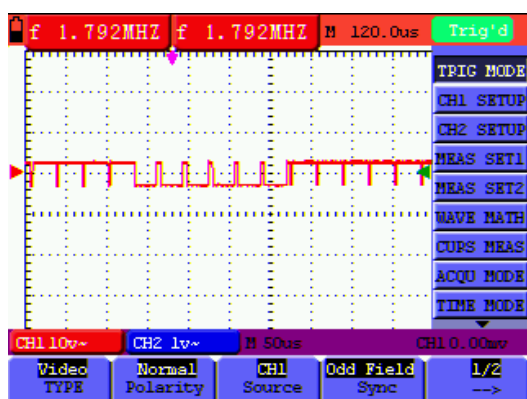 f 1.792MHZ f 1.792MHZ M 120.0us Trig'd
TRIG MODE
CH1 SETUP
CH2 SETUP
MEAS SET1
MEAS SET2
WAVE MATH
CURS MEAS
ACQU MODE
TIME MODE
CH1 10v~ CH2 1v~ M 50us CH1 0.00mv
Video Normal CH1 Odd Field 1/2
TYPE Polarity Source Sync -->